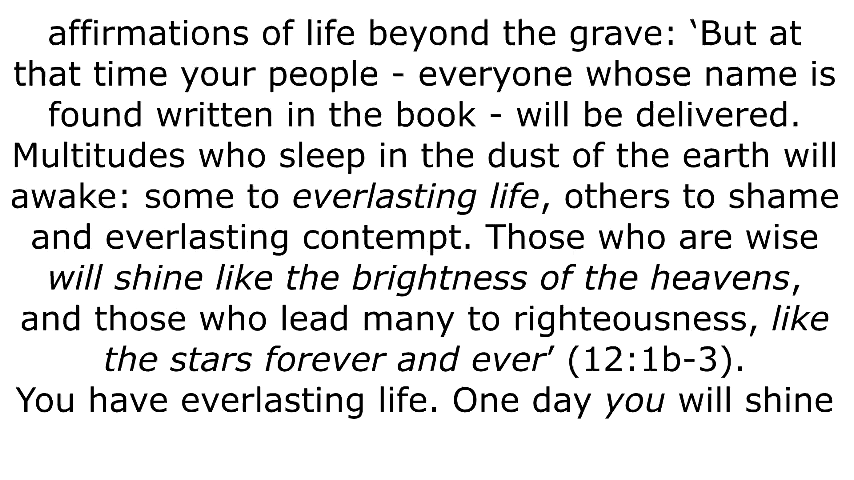 affirmations of life beyond the grave: ‘But at
that time your people - everyone whose name is
found written in the book - will be delivered.
Multitudes who sleep in the dust of the earth will
awake: some to everlasting life, others to shame
and everlasting contempt. Those who are wise
will shine like the brightness of the heavens,
and those who lead many to righteousness, like
the stars forever and ever’ (12:1b-3).
You have everlasting life. One day you will shine